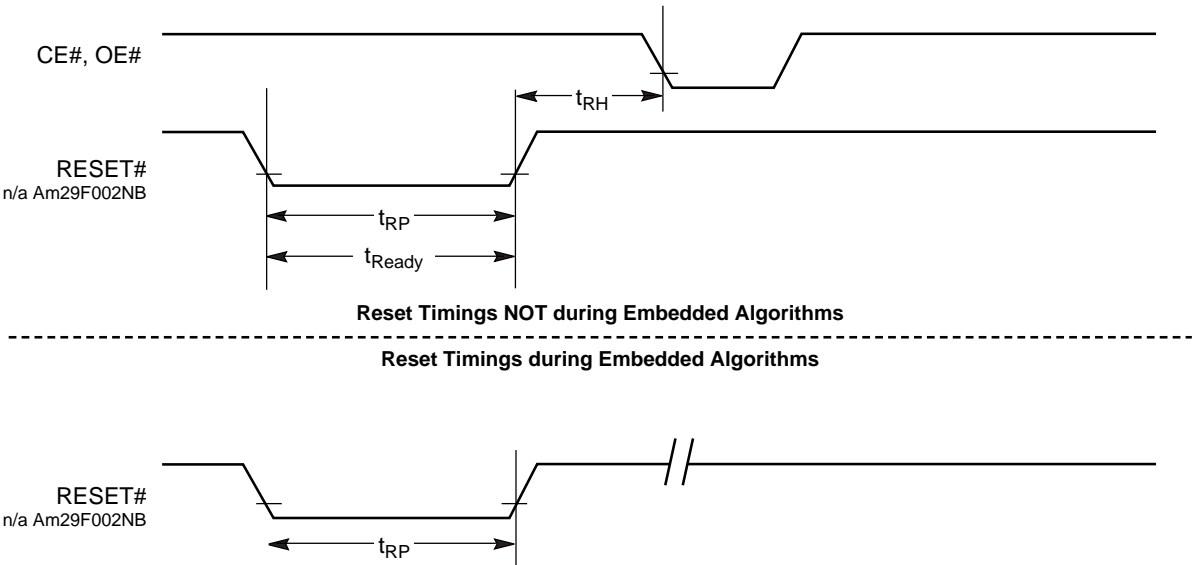 CE#, OE#
tRH
RESET#
n/a Am29F002NB
tRP
tReady
Reset Timings NOT during Embedded Algorithms
Reset Timings during Embedded Algorithms
RESET#
n/a Am29F002NB
tRP